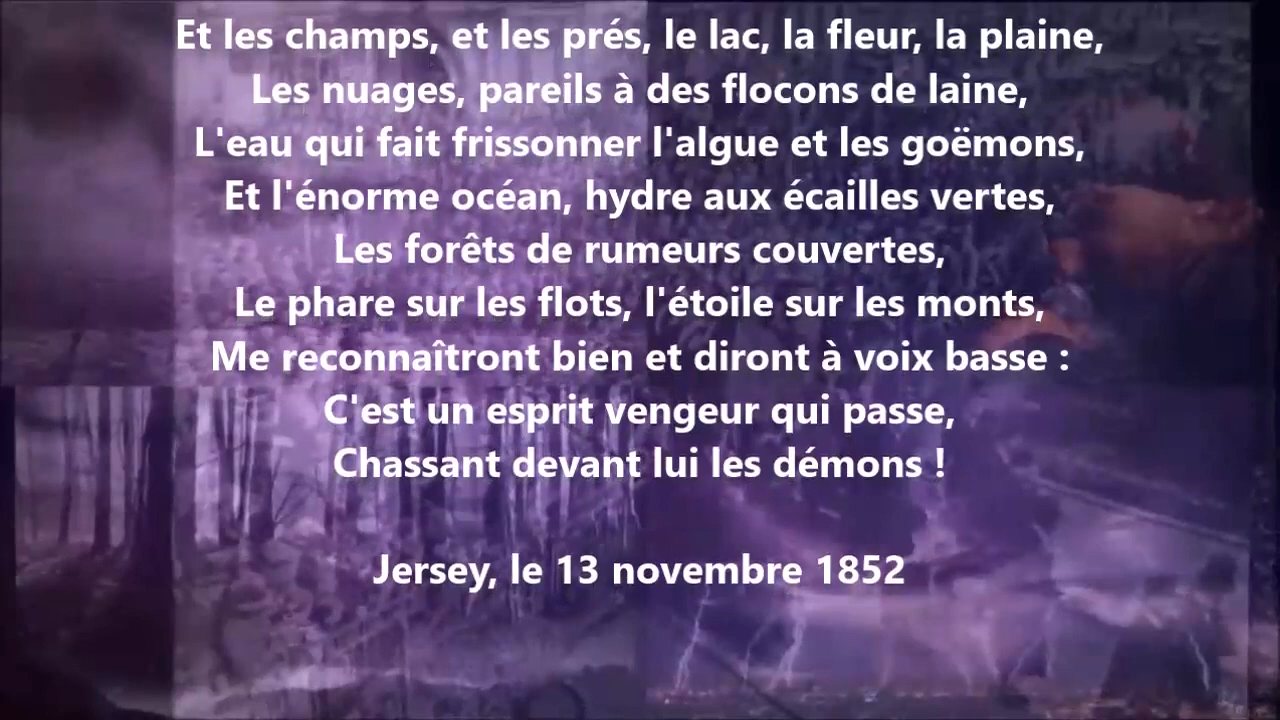 Et les champs, et les prés, le lac, la fleur, la plaine,
Les nuages, pareils à des flocons de laine,
L'eau qui fait frissonner l'algue et les goëmons,
Et l'énorme océan, hydre aux écailles vertes,
Les forêts de rumeurs couvertes,
Le phare sur les flots, l'étoile sur les monts,
Me reconnaîtront bien et diront à voix basse :
C'est un esprit vengeur qui passe,
Chassant devant lui les démons !
Jersey, le 13 novembre 1852